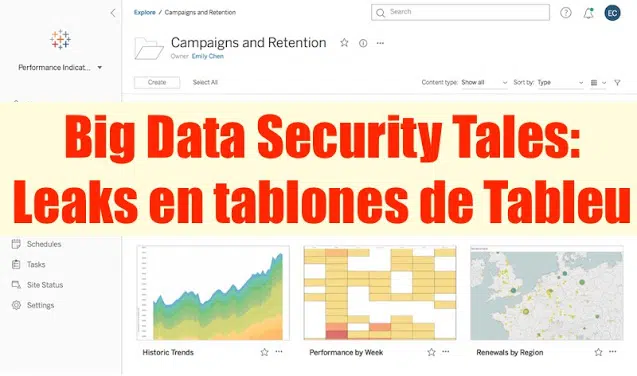 Explore / Campaigns and Retention
Search
EC
Campaigns and Retention
Owner Emily Chen
Performance Indicat...
Create
Select All
Content type: Show all
Sort by: Type
Big Data Security Tales:
Leaks en tablones de Tableu
Schedules
Tasks
Site Status
Settings
Historic Trends
Performance by Week
Renewals by Region